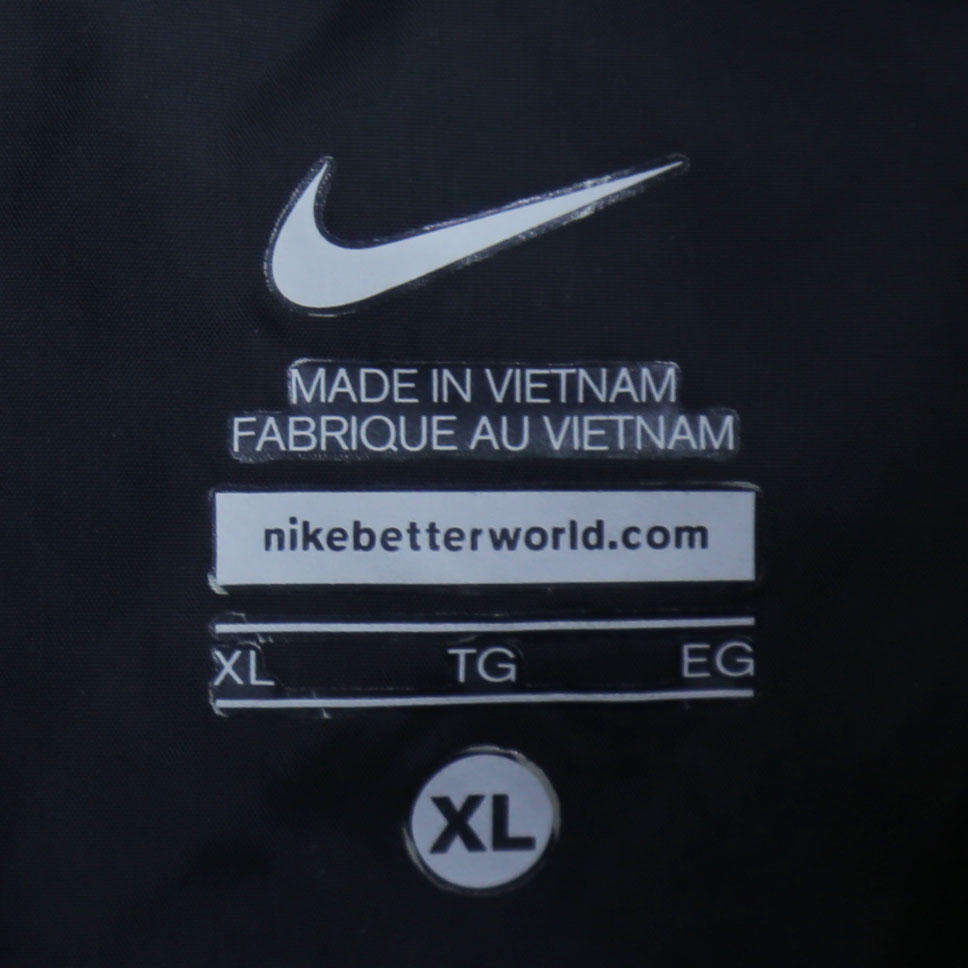 MADE IN VIETNAM
FABRIQUE AU VIETNAM
nikebetterworld.com
XL TG EG
XL